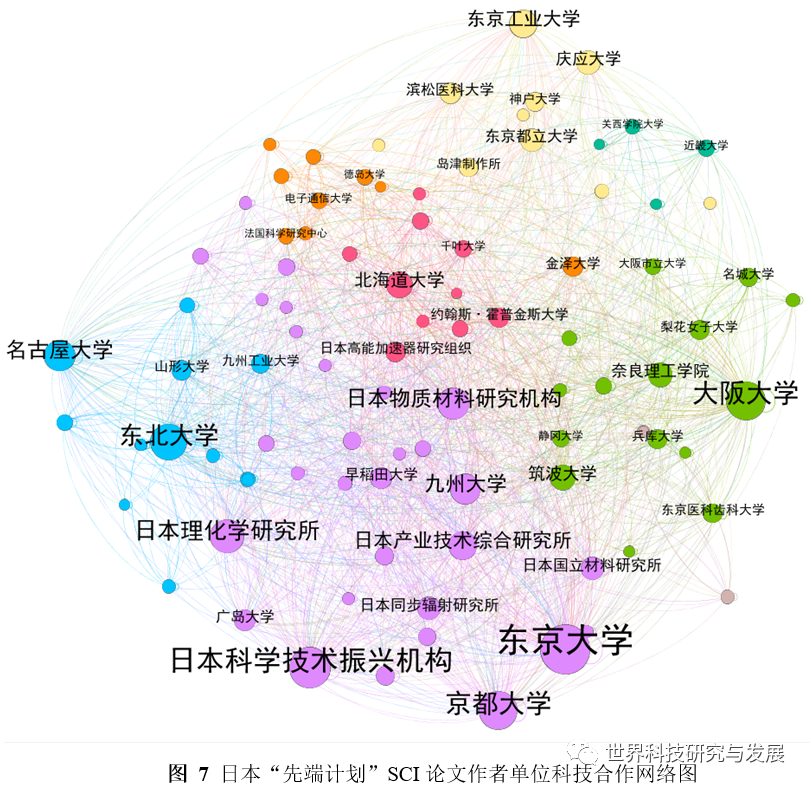 东京工业大学
庆应大学
滨松医科大学
神户大学
关西学院大学
东京都立大学
近畿大学
岛津制作所
德岛大学
电子通信大学
法国科学研究中心
千叶大学
金泽大学
大阪市立大学
名城大学
北海道大学
约翰斯·霍普金斯大学
梨花女子大学
名古屋大学
日本高能加速器研究组织
山形大学
九州工业大学
奈良理工学院
大阪大学
日本物质材料研究机构
东北大学
静冈大学
兵库大学
早稻田大学
九州大学
筑波大学
东京医科齿科大学
日本理化学研究所
日本产业技术综合研究所
日本国立材料研究所
日本同步辐射研究所
广岛大学
东京大学
日本科学技术振兴机构
京都大学
世界科技研究与发展
图 7 日本“先端计划”SCI 论文作者单位科技合作网络图